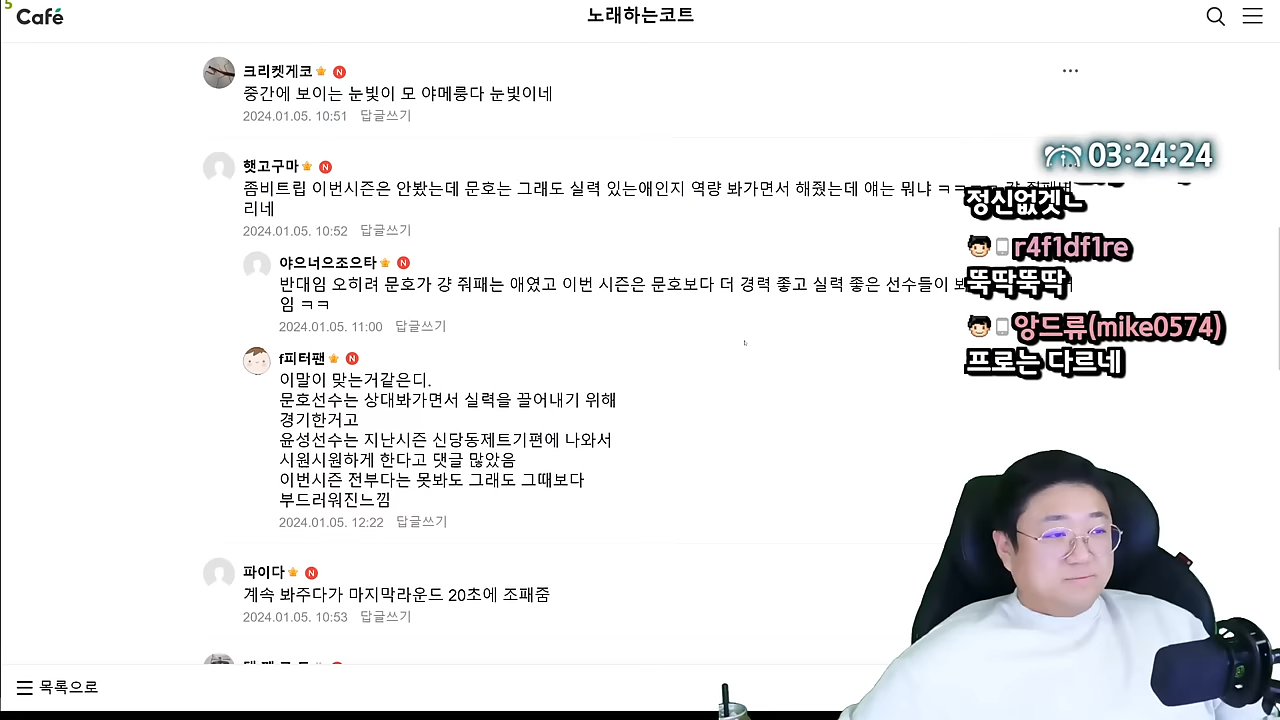 5
Café
노래하는코트
크리켓게코
N
중간에 보이는 눈빛이 모 야메룽다 눈빛이네
2024.01.05. 10:51 답글쓰기
03:24:24
햇고구마
N
좀비트립 이번시즌은 안봤는데 문호는 그래도 실력 있는애인지 역량 봐가면서 해줬는데 얘는 뭐냐
리네
2024.01.05. 10:52 답글쓰기
정신없겟ㄴ
야으너으조으타
N
반대임 오히려 문호가 걍 줘패는 애였고 이번 시즌은 문호보다 더 경력 좋고 실력 좋은 선수들이
임 ㅋㅋ
2024.01.05. 11:00 답글쓰기
r4f1df1re
뚝딱뚝딱
앙드류(mike0574)
프로는 다르네
f피터팬
N
이말이 맞는거같은디.
문호선수는 상대봐가면서 실력을 끌어내기 위해
경기한거고
윤성선수는 지난시즌 신당동제트기편에 나와서
시원시원하게 한다고 댓글 많았음
이번시즌 전부다는 못봐도 그래도 그때보다
부드러워진느낌
2024.01.05. 12:22 답글쓰기
파이다
N
계속 봐주다가 마지막라운드 20초에 조패줌
2024.01.05. 10:53 답글쓰기
목록으로